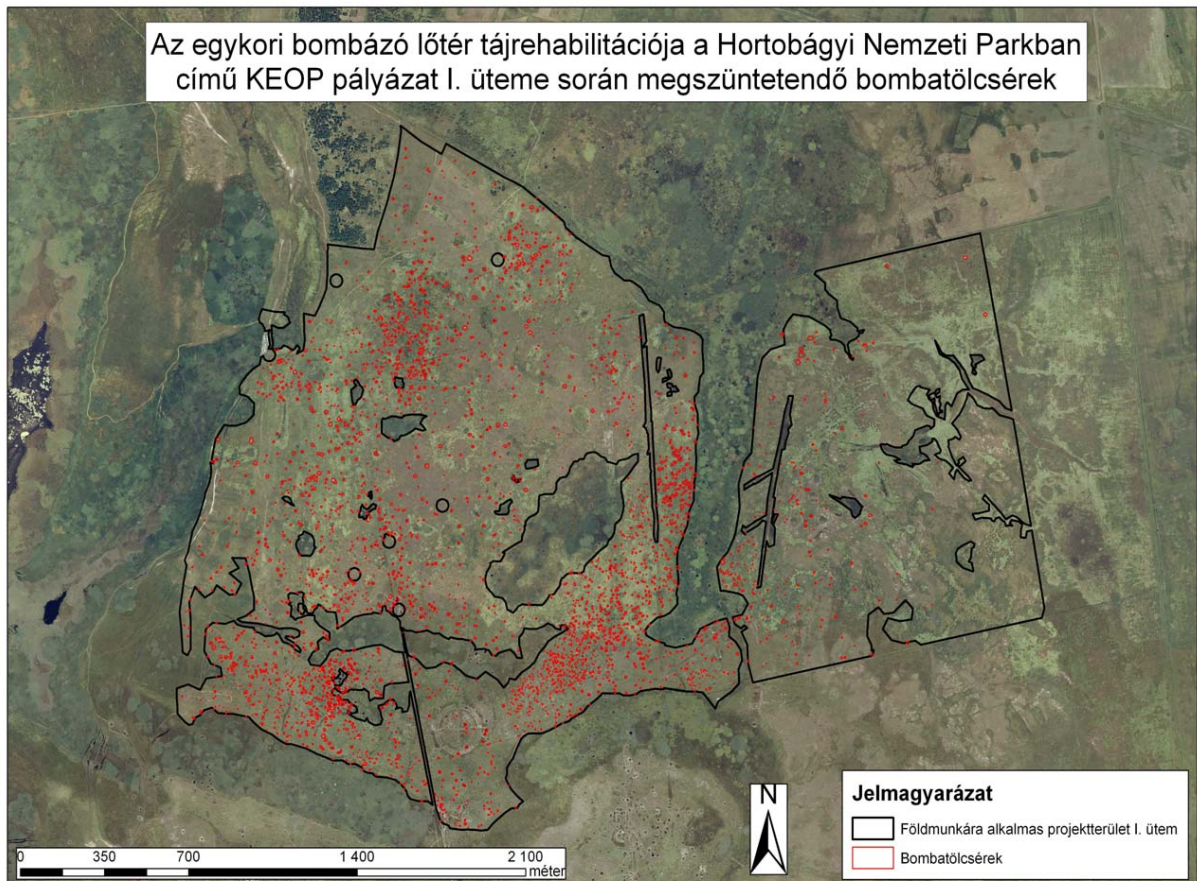 Az egykori bombázó lőtér tájrehabilitációja a Hortobágyi Nemzeti Parkban
című KEOP pályázat I. üteme során megszűntetendő bombatölcsérek
N
Jelmagyarázat
Földmunkára alkalmas projektterület I. ütem
Bombatölcsérek
0 350 700 1 400 2 100
méter